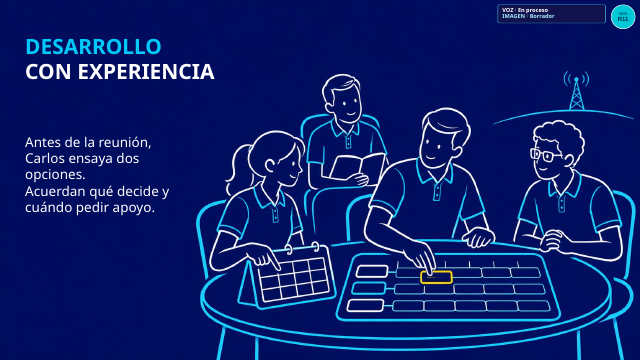 VOZ · En proceso
IMAGEN · Borrador
R11
DESARROLLO
CON EXPERIENCIA
Antes de la reunión,
Carlos ensaya dos
opciones.
Acuerdan qué decide y
cuándo pedir apoyo.